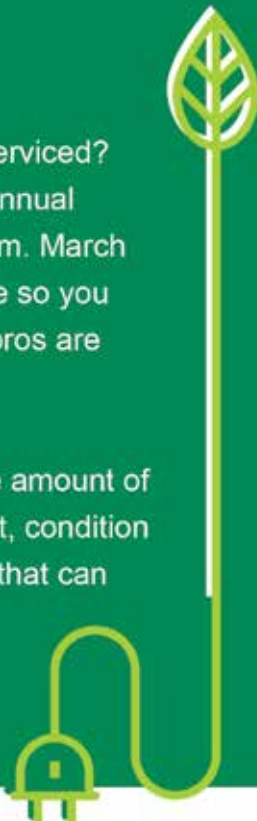 erviced?
nnual
m. March
e so you
pros are
e amount of
t, condition
that can